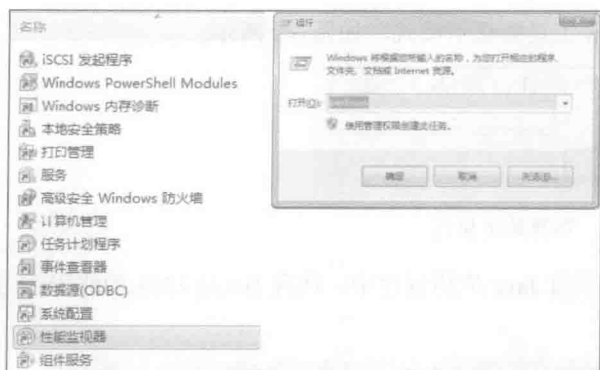 名称
iSCSI 发起程序
Windows PowerShell Modules
Windows 内存诊断
本地安全策略
打印管理
服务
高级安全 Windows 防火墙
计算机管理
任务计划程序
事件查看器
数据源(ODBC)
系统配置
性能监视器
组件服务
运行
Windows 将根据您所输入的名称，为您打开相应的程序、
文件夹、文档或 Internet 资源。
打开(O):
使用管理权限创建此任务。
确定
取消
浏览(B)...